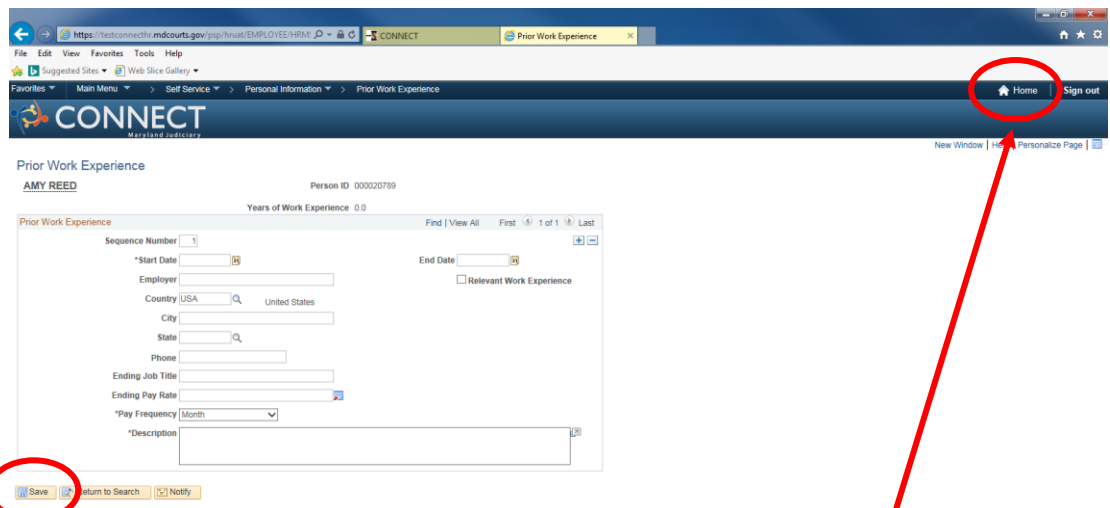 https://testconnecthr.mdcourts.gov/psp/hruat/EMPLOYEE/HRM: CONNECT Prior Work Experience ×
File Edit View Favorites Tools Help
Suggested Sites Web Slice Gallery
Favorites Main Menu > Self Service > Personal Information > Prior Work Experience Home | Sign out
CONNECT
Maryland Judiciary
New Window | Personalize Page |
Prior Work Experience
AMY REED Person ID 000020789
Years of Work Experience 0.0
Prior Work Experience Find | View All First 1 of 1 Last
Sequence Number 1 + -
*Start Date 31 End Date 31
Employer Relevant Work Experience
Country USA United States
City
State
Phone
Ending Job Title
Ending Pay Rate
*Pay Frequency Month
*Description
Save Return to Search Notify